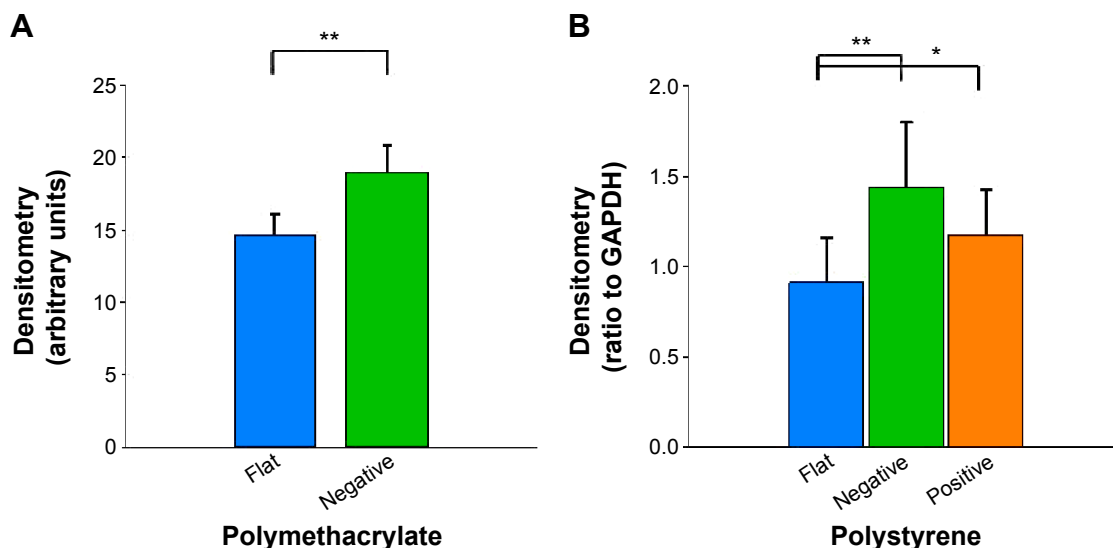 A
**
Densitometry
(arbitrary units)
25
20
15
10
5
0
Flat
Negative
Polymethacrylate
B
**
*
Densitometry
(ratio to GAPDH)
2.0
1.5
1.0
0.5
0.0
Flat
Negative
Positive
Polystyrene